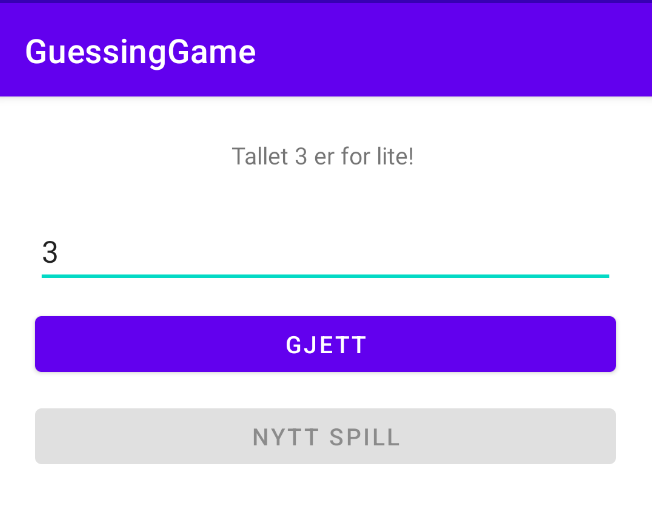 GuessingGame
Tallet 3 er for lite!
3
GJETT
NYTT SPILL